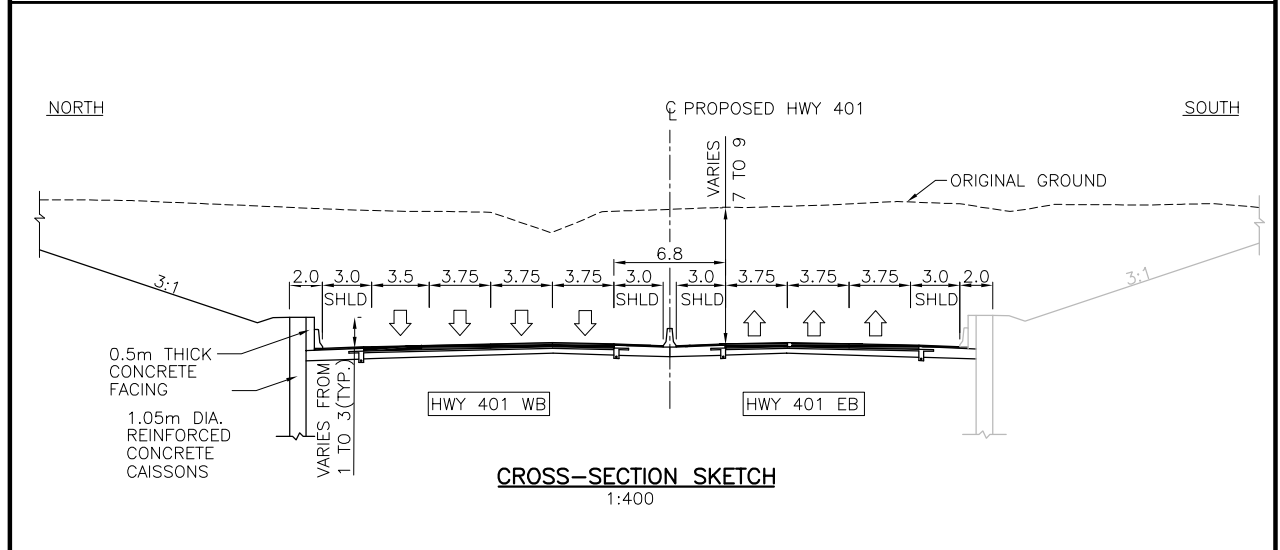 NORTH
℄ PROPOSED HWY 401
SOUTH
VARIES
7 TO 9
ORIGINAL GROUND
6.8
3:1
2.0 3.0 3.5 3.75 3.75 3.75 3.0 3.0 3.75 3.75 3.75 3.0 2.0
3:1
SHLD SHLD SHLD SHLD
0.5m THICK
CONCRETE
FACING
1.05m DIA.
REINFORCED
CONCRETE
CAISSONS
VARIES FROM
1 TO 3(TYP.)
HWY 401 WB
HWY 401 EB
CROSS-SECTION SKETCH
1:400